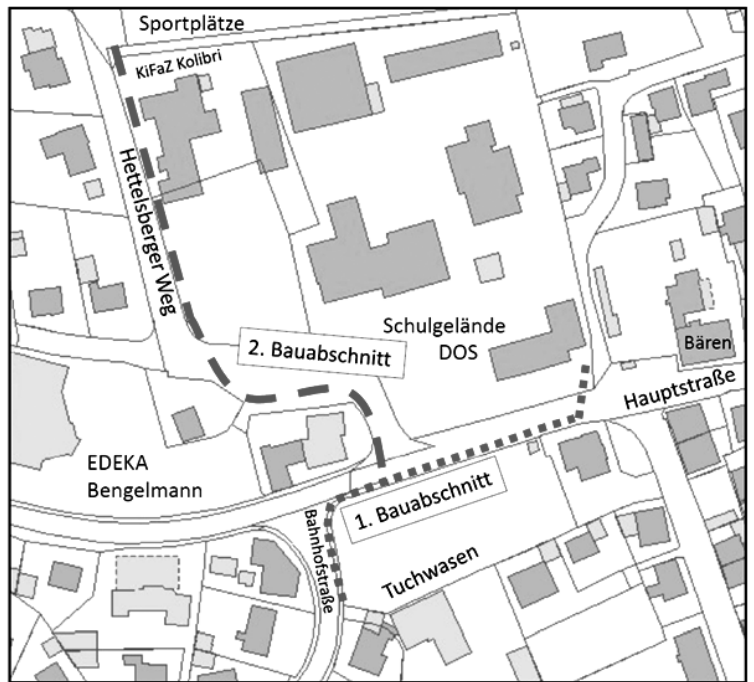 Sportplätze
KiFaZ Kolibri
Hettelsberger Weg
2. Bauabschnitt
Schulgelände
DOS
Bären
Hauptstraße
EDEKA
Bengelmann
1. Bauabschnitt
Bahnhofstraße
Tuchwasen